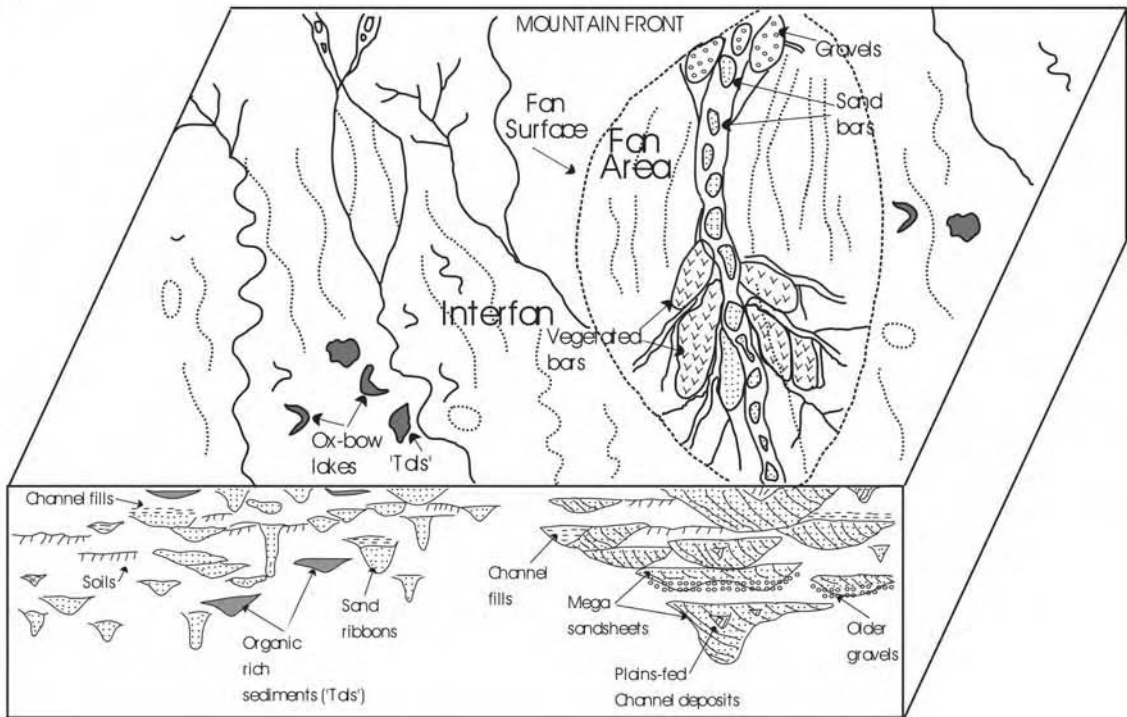 MOUNTAIN FRONT
Gravels
Sand
bars
Fan
Surface
Fan
Area
Interfan
Vegetated
bars
Ox-bow
lakes
'Tals'
Channel fills
Soils
Organic
rich
sediments ('Tals')
Sand
ribbons
Channel
fills
Mega
sandsheets
Plains-fed
Channel deposits
Older
gravels